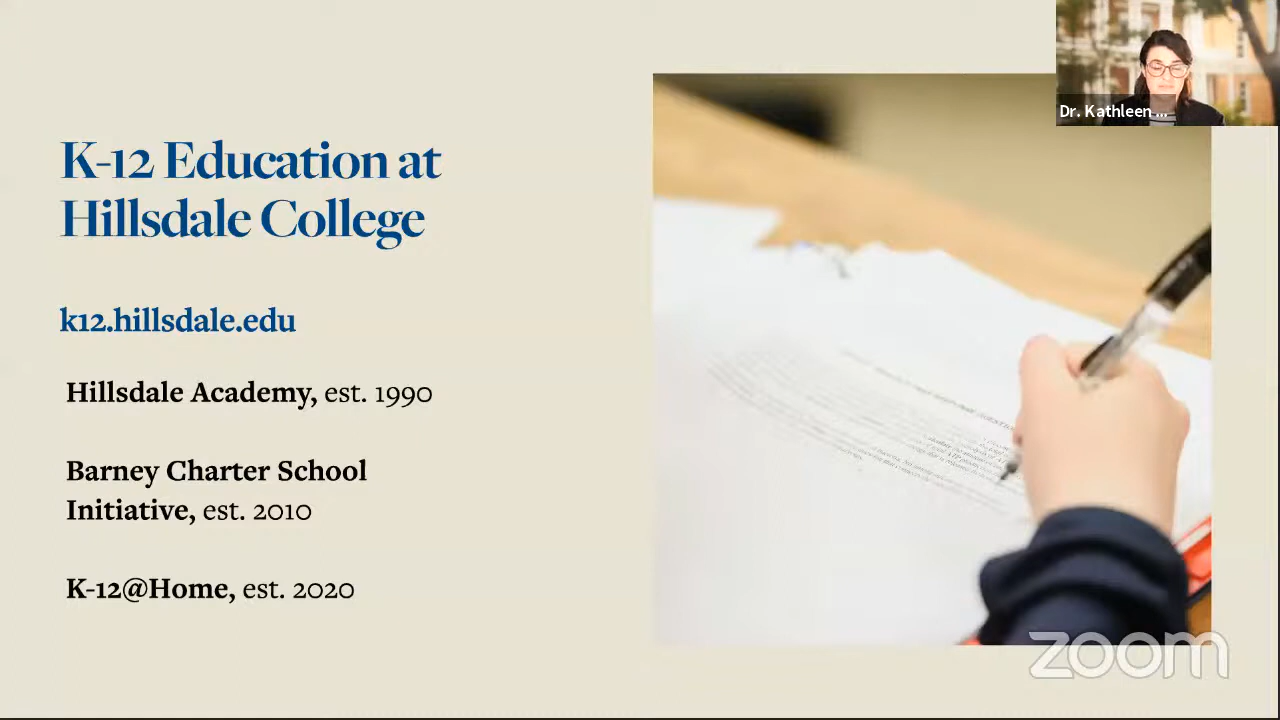 K-12 Education at
Hillsdale College
k12.hillsdale.edu
Hillsdale Academy, est. 1990
Barney Charter School
Initiative, est. 2010
K-12@Home, est. 2020
Dr. Kathleen ...
zoom